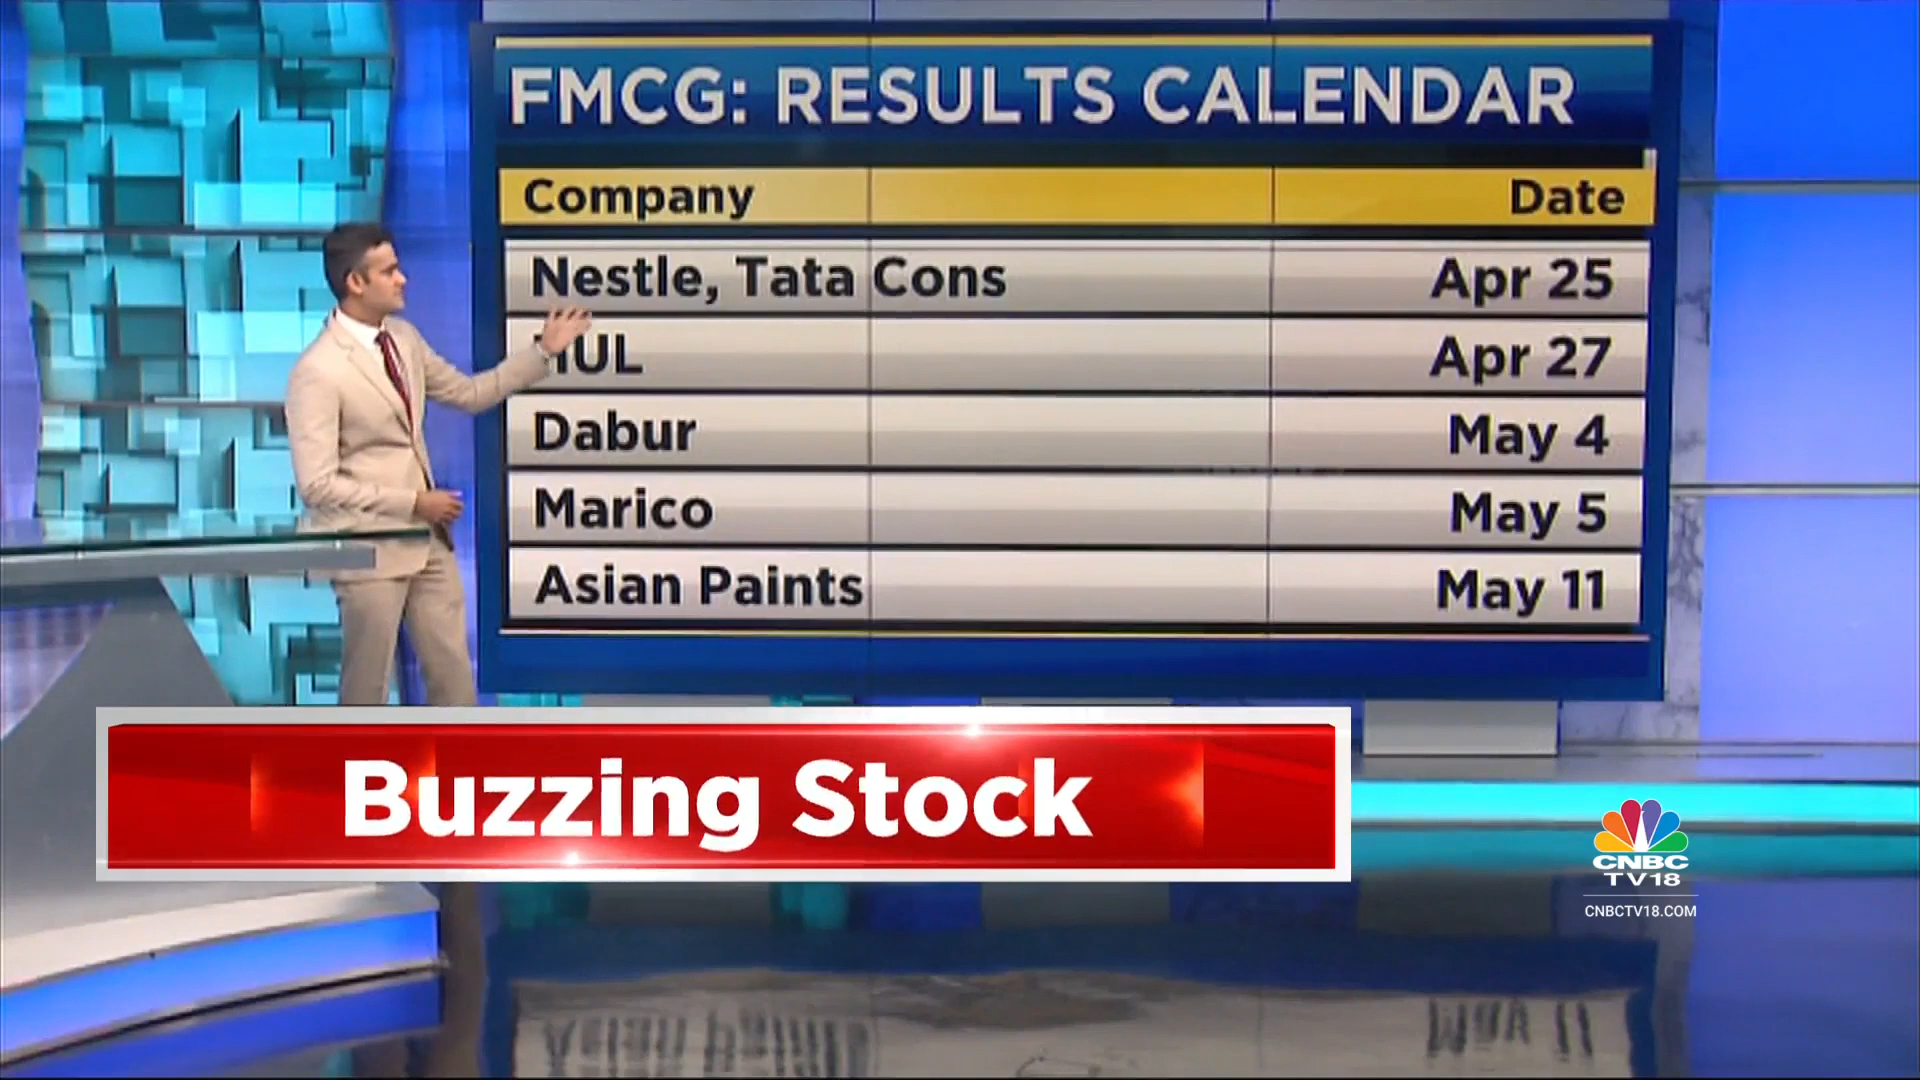 FMCG: RESULTS CALENDAR
Company Date
Nestle, Tata Cons Apr 25
HUL Apr 27
Dabur May 4
Marico May 5
Asian Paints May 11
Buzzing Stock
CNBC
TV18
CNBCTV18.COM